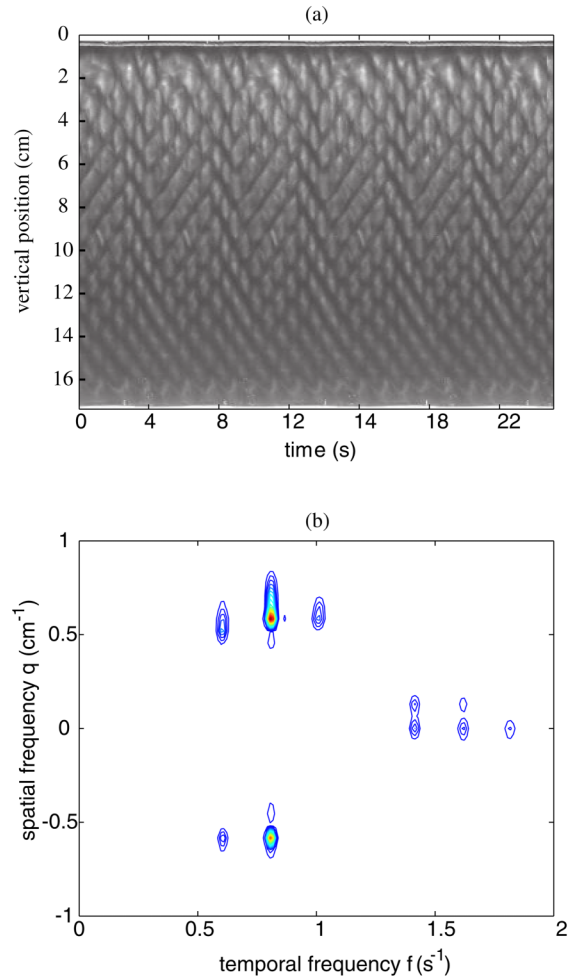 (a)
0
2
4
6
8
10
12
14
16
vertical position (cm)
0 4 8 12 14 18 22
time (s)
(b)
1
0.5
0
-0.5
-1
spatial frequency q (cm⁻¹)
0 0.5 1 1.5 2
temporal frequency f (s⁻¹)